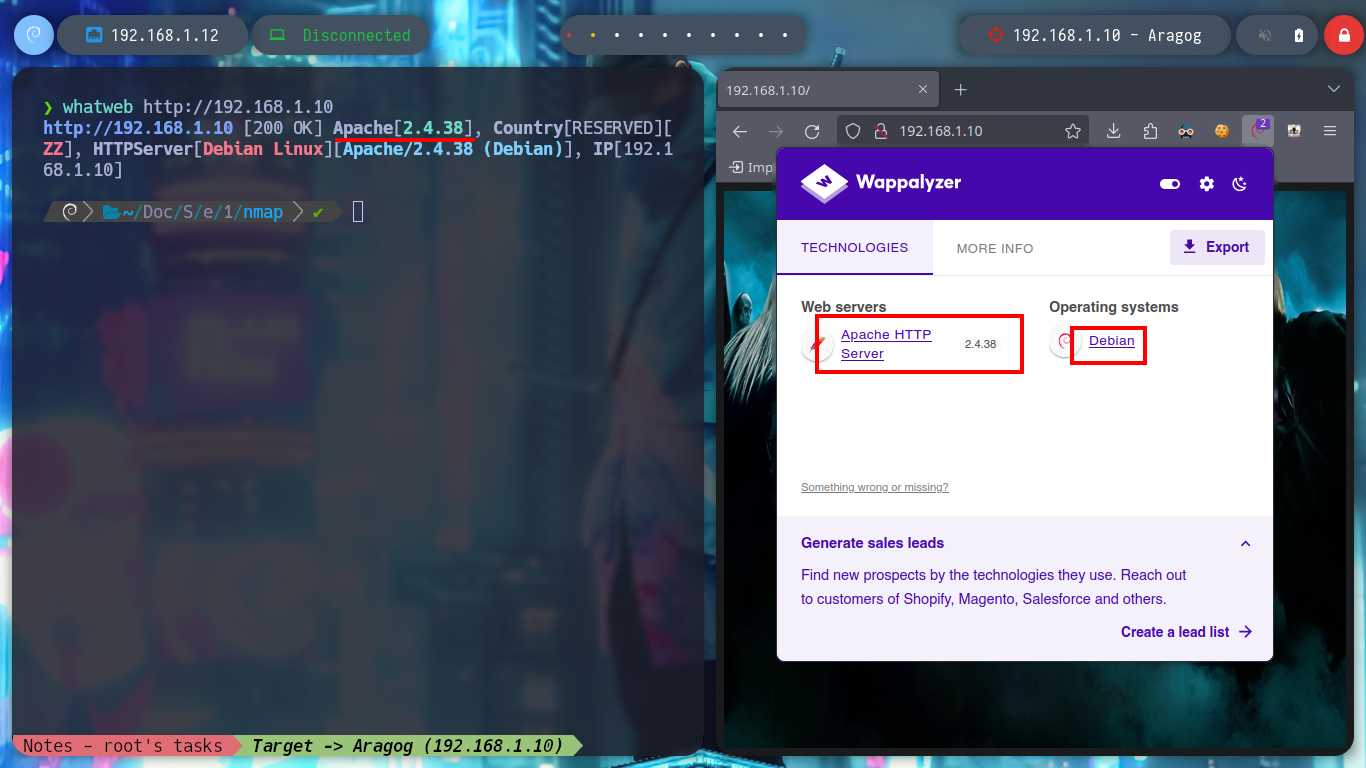 192.168.1.12
Disconnected
192.168.1.10 - Aragog
❯ whatweb http://192.168.1.10
http://192.168.1.10 [200 OK] Apache[2.4.38], Country[RESERVED][
ZZ], HTTPServer[Debian Linux][Apache/2.4.38 (Debian)], IP[192.1
68.1.10]
~/Doc/S/e/1/nmap ✔
Notes - root's tasks
Target -> Aragog (192.168.1.10)
192.168.1.10/
192.168.1.10
2
Imp
W
Wappalyzer
TECHNOLOGIES
MORE INFO
Export
Web servers
Operating systems
Apache HTTP
Server
2.4.38
Debian
Something wrong or missing?
Generate sales leads
Find new prospects by the technologies they use. Reach out
to customers of Shopify, Magento, Salesforce and others.
Create a lead list